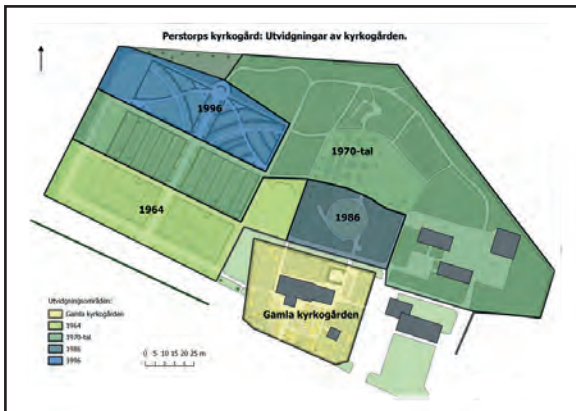 Perstorps kyrkogård: Utvidgningar av kyrkogården.
1996
1970-tal
1964
1986
Gamla kyrkogården
Utvidgningsområden:
Gamla kyrkogården
1964
1970-tal
1986
1996
0 5 10 15 20 25 m